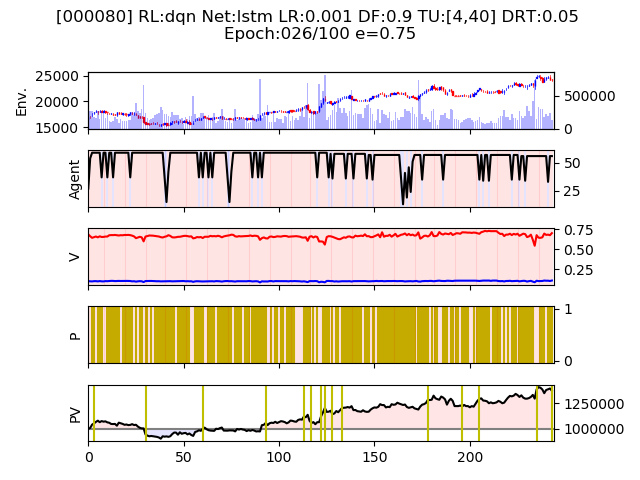 [000080] RL:dqn Net:lstm LR:0.001 DF:0.9 TU:[4,40] DRT:0.05
Epoch:026/100 e=0.75
Env.
25000
20000
15000
500000
0
Agent
50
25
V
0.75
0.50
0.25
P
1
0
PV
1250000
1000000
0
50
100
150
200